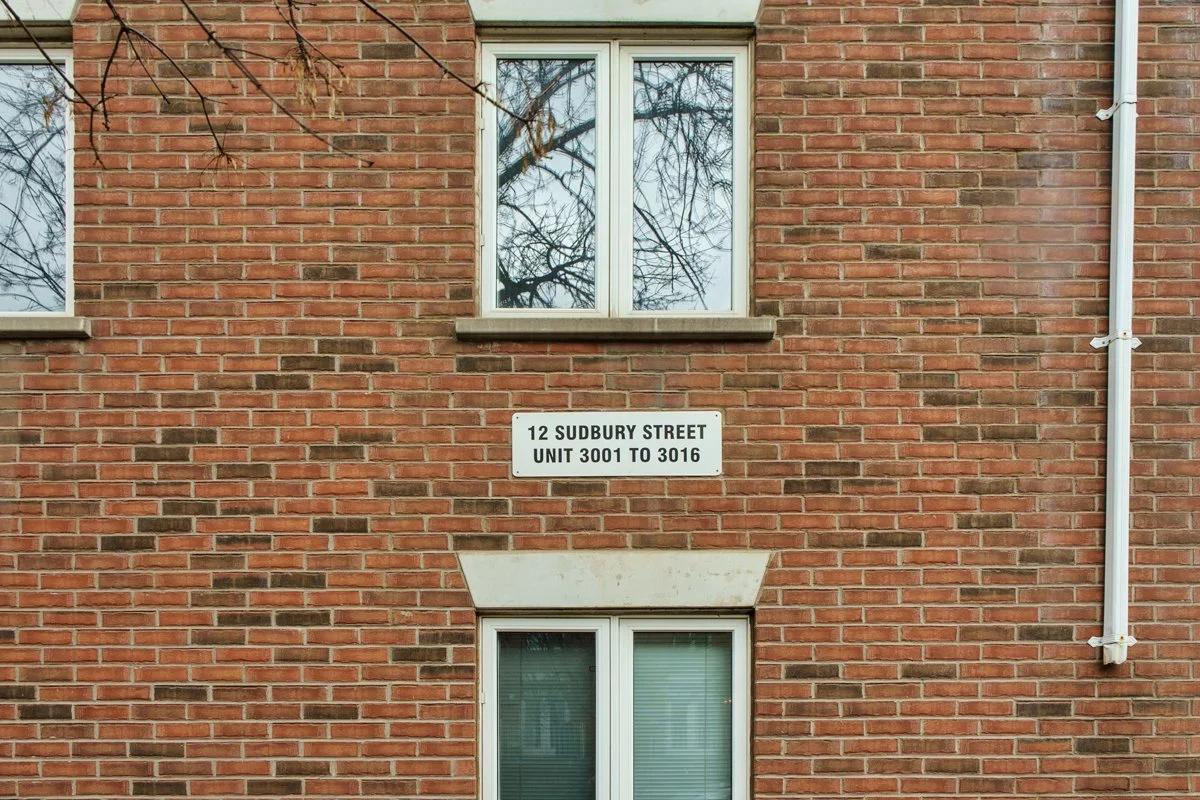 12 SUDBURY STREET
UNIT 3001 TO 3016